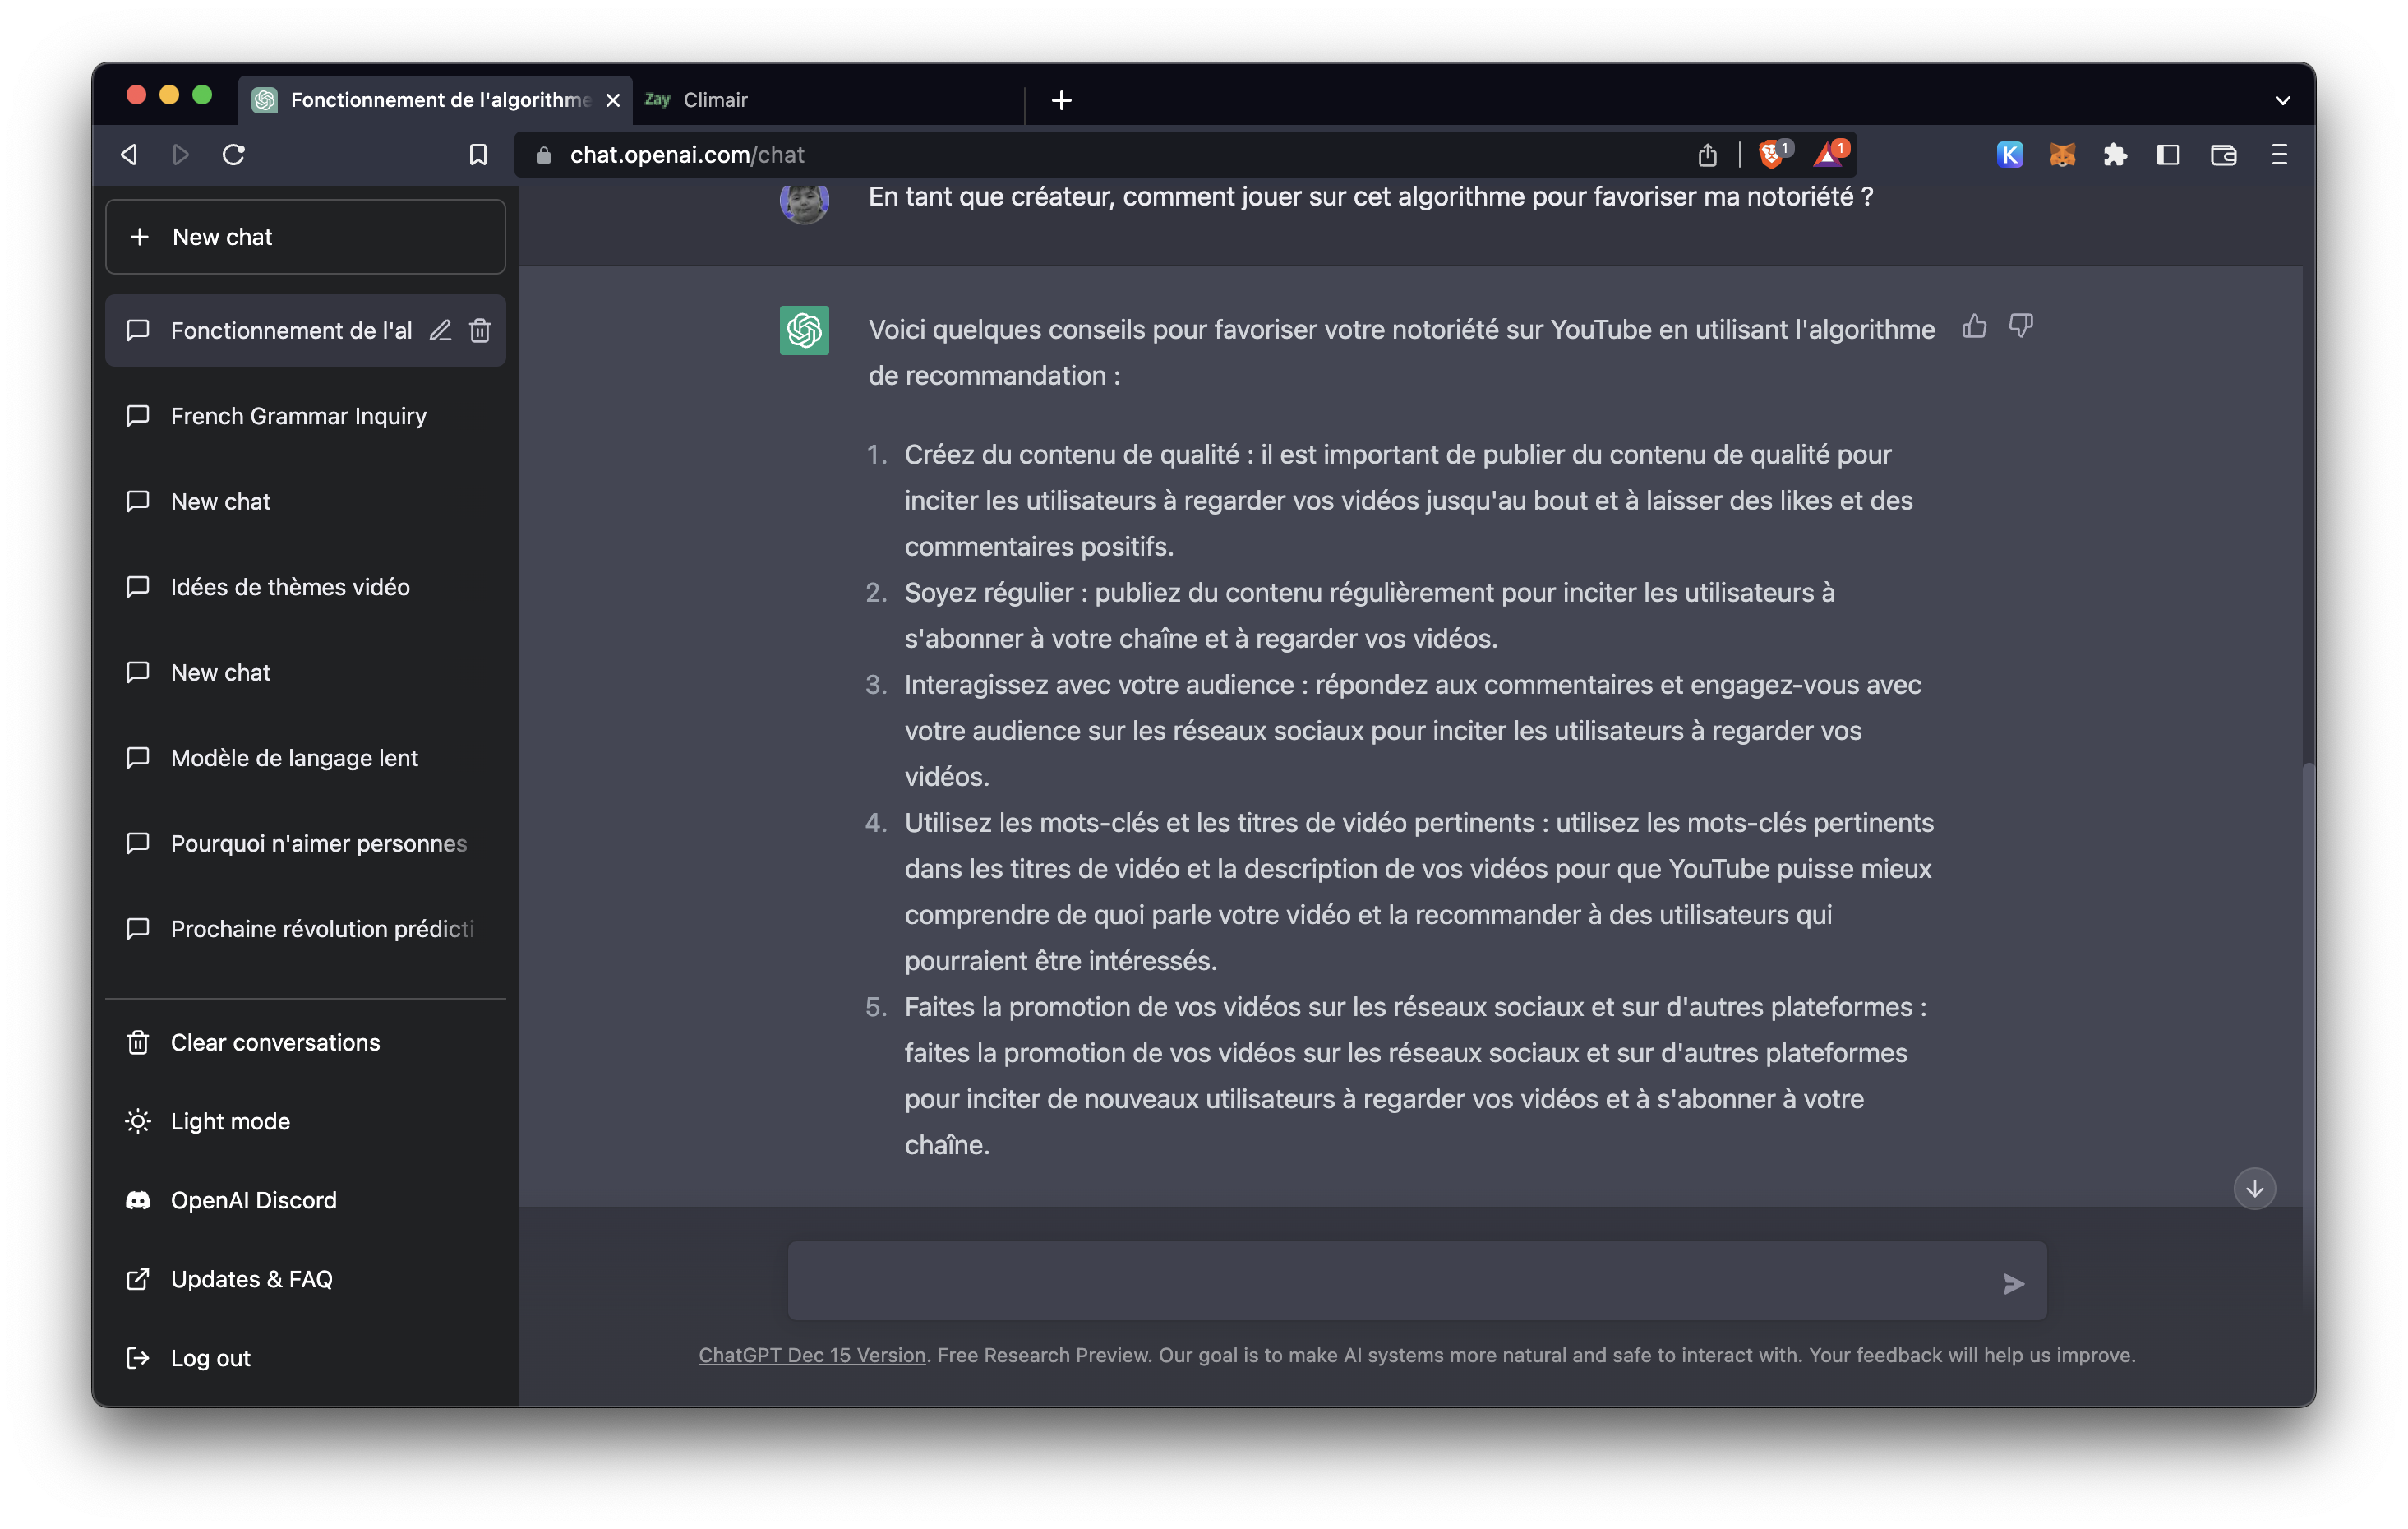 Fonctionnement de l'algorithme
Zay Climair
chat.openai.com/chat
1
1
K
New chat
Fonctionnement de l'al
French Grammar Inquiry
New chat
Idées de thèmes vidéo
New chat
Modèle de langage lent
Pourquoi n'aimer personnes
Prochaine révolution prédicti
Clear conversations
Light mode
OpenAI Discord
Updates & FAQ
Log out
En tant que créateur, comment jouer sur cet algorithme pour favoriser ma notoriété ?
Voici quelques conseils pour favoriser votre notoriété sur YouTube en utilisant l'algorithme
de recommandation :
1. Créez du contenu de qualité : il est important de publier du contenu de qualité pour
inciter les utilisateurs à regarder vos vidéos jusqu'au bout et à laisser des likes et des
commentaires positifs.
2. Soyez régulier : publiez du contenu régulièrement pour inciter les utilisateurs à
s'abonner à votre chaîne et à regarder vos vidéos.
3. Interagissez avec votre audience : répondez aux commentaires et engagez-vous avec
votre audience sur les réseaux sociaux pour inciter les utilisateurs à regarder vos
vidéos.
4. Utilisez les mots-clés et les titres de vidéo pertinents : utilisez les mots-clés pertinents
dans les titres de vidéo et la description de vos vidéos pour que YouTube puisse mieux
comprendre de quoi parle votre vidéo et la recommander à des utilisateurs qui
pourraient être intéressés.
5. Faites la promotion de vos vidéos sur les réseaux sociaux et sur d'autres plateformes :
faites la promotion de vos vidéos sur les réseaux sociaux et sur d'autres plateformes
pour inciter de nouveaux utilisateurs à regarder vos vidéos et à s'abonner à votre
chaîne.
ChatGPT Dec 15 Version. Free Research Preview. Our goal is to make AI systems more natural and safe to interact with. Your feedback will help us improve.